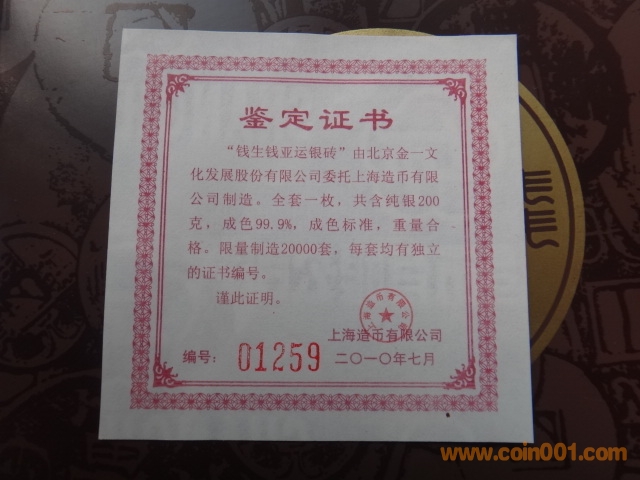 鉴定证书
“钱生钱亚运银砖”由北京金一文
化发展股份有限公司委托上海造币有限
公司制造。全套一枚，共含纯银200
克，成色99.9%，成色标准，重量合
格。限量制造20000套，每套均有独立
的证书编号。
谨此证明。
上海造币有限公司
编号： 01259 二〇一〇年七月
www.coin001.com